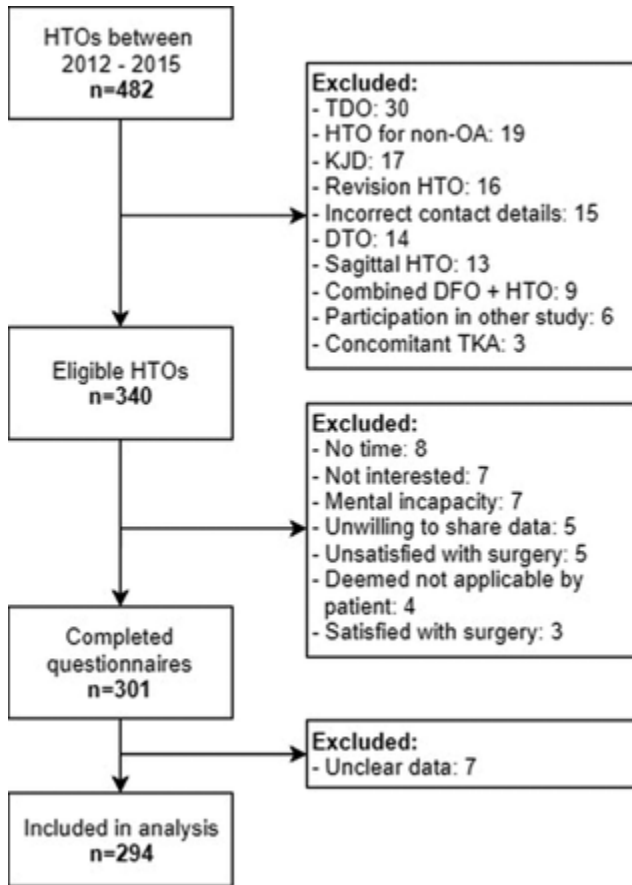 HTOs between
2012 - 2015
n=482
Excluded:
- TDO: 30
- HTO for non-OA: 19
- KJD: 17
- Revision HTO: 16
- Incorrect contact details: 15
- DTO: 14
- Sagittal HTO: 13
- Combined DFO + HTO: 9
- Participation in other study: 6
- Concomitant TKA: 3
Eligible HTOs
n=340
Excluded:
- No time: 8
- Not interested: 7
- Mental incapacity: 7
- Unwilling to share data: 5
- Unsatisfied with surgery: 5
- Deemed not applicable by
patient: 4
- Satisfied with surgery: 3
Completed
questionnaires
n=301
Excluded:
- Unclear data: 7
Included in analysis
n=294